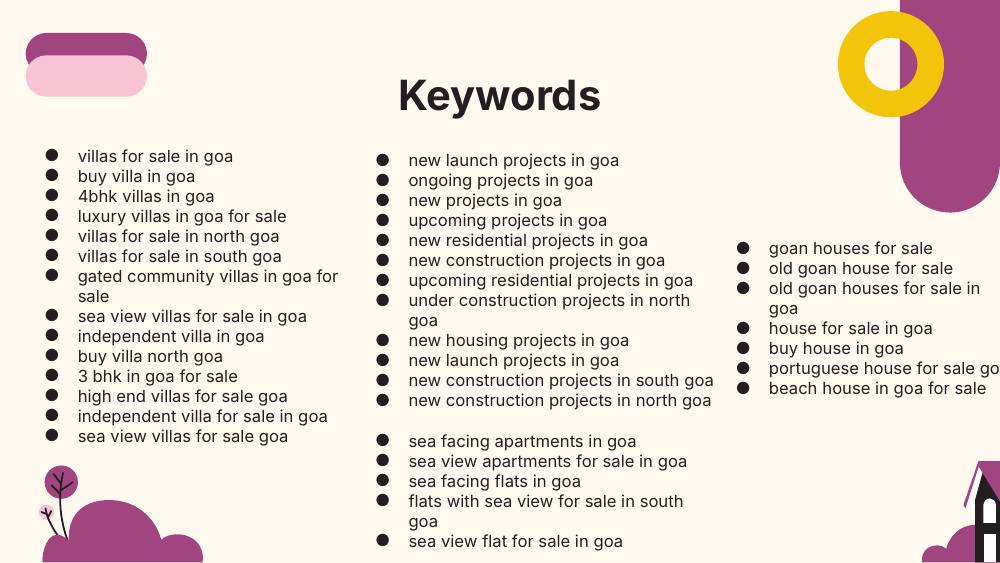 Keywords
villas for sale in goa
buy villa in goa
4bhk villas in goa
luxury villas in goa for sale
villas for sale in north goa
villas for sale in south goa
gated community villas in goa for
sale
sea view villas for sale in goa
independent villa in goa
buy villa north goa
3 bhk in goa for sale
high end villas for sale goa
independent villa for sale in goa
sea view villas for sale goa
new launch projects in goa
ongoing projects in goa
new projects in goa
upcoming projects in goa
new residential projects in goa
new construction projects in goa
upcoming residential projects in goa
under construction projects in north
goa
new housing projects in goa
new launch projects in goa
new construction projects in south goa
new construction projects in north goa
sea facing apartments in goa
sea view apartments for sale in goa
sea facing flats in goa
flats with sea view for sale in south
goa
sea view flat for sale in goa
goan houses for sale
old goan house for sale
old goan houses for sale in
goa
house for sale in goa
buy house in goa
portuguese house for sale go
beach house in goa for sale